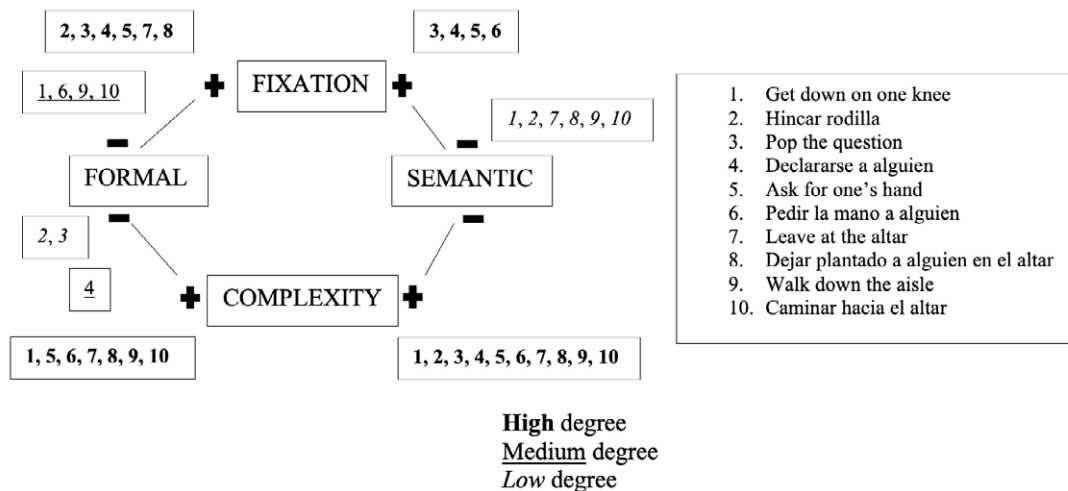 2, 3, 4, 5, 7, 8
3, 4, 5, 6
1, 6, 9, 10
+ FIXATION +
1, 2, 7, 8, 9, 10
- -
FORMAL
SEMANTIC
- -
2, 3
4
+ COMPLEXITY +
1, 5, 6, 7, 8, 9, 10
1, 2, 3, 4, 5, 6, 7, 8, 9, 10
1. Get down on one knee
2. Hincar rodilla
3. Pop the question
4. Declararse a alguien
5. Ask for one's hand
6. Pedir la mano a alguien
7. Leave at the altar
8. Dejar plantado a alguien en el altar
9. Walk down the aisle
10. Caminar hacia el altar
High degree
Medium degree
Low degree